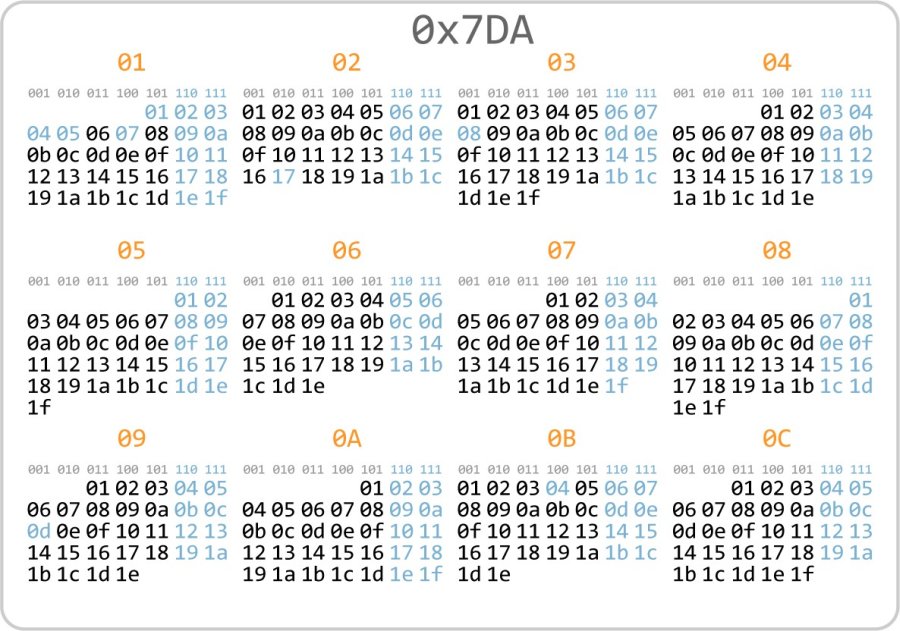 0x7DA
01 02 03 04
001 010 011 100 101 110 111 001 010 011 100 101 110 111 001 010 011 100 101 110 111 001 010 011 100 101 110 111
01 02 03 01 02 03 04 05 06 07 01 02 03 04 05 06 07 01 02 03 04
04 05 06 07 08 09 0a 08 09 0a 0b 0c 0d 0e 08 09 0a 0b 0c 0d 0e 05 06 07 08 09 0a 0b
0b 0c 0d 0e 0f 10 11 0f 10 11 12 13 14 15 0f 10 11 12 13 14 15 0c 0d 0e 0f 10 11 12
12 13 14 15 16 17 18 16 17 18 19 1a 1b 1c 16 17 18 19 1a 1b 1c 13 14 15 16 17 18 19
19 1a 1b 1c 1d 1e 1f 1d 1e 1f 1a 1b 1c 1d 1e
05 06 07 08
001 010 011 100 101 110 111 001 010 011 100 101 110 111 001 010 011 100 101 110 111 001 010 011 100 101 110 111
01 02 01 02 03 04 05 06 01 02 03 04 01
03 04 05 06 07 08 09 07 08 09 0a 0b 0c 0d 05 06 07 08 09 0a 0b 02 03 04 05 06 07 08
0a 0b 0c 0d 0e 0f 10 0e 0f 10 11 12 13 14 0c 0d 0e 0f 10 11 12 09 0a 0b 0c 0d 0e 0f
11 12 13 14 15 16 17 15 16 17 18 19 1a 1b 13 14 15 16 17 18 19 10 11 12 13 14 15 16
18 19 1a 1b 1c 1d 1e 1c 1d 1e 1a 1b 1c 1d 1e 1f 17 18 19 1a 1b 1c 1d
1f 1e 1f
09 0A 0B 0C
001 010 011 100 101 110 111 001 010 011 100 101 110 111 001 010 011 100 101 110 111 001 010 011 100 101 110 111
01 02 03 04 05 01 02 03 01 02 03 04 05 06 07 01 02 03 04 05
06 07 08 09 0a 0b 0c 04 05 06 07 08 09 0a 08 09 0a 0b 0c 0d 0e 06 07 08 09 0a 0b 0c
0d 0e 0f 10 11 12 13 0b 0c 0d 0e 0f 10 11 0f 10 11 12 13 14 15 0d 0e 0f 10 11 12 13
14 15 16 17 18 19 1a 12 13 14 15 16 17 18 16 17 18 19 1a 1b 1c 14 15 16 17 18 19 1a
1b 1c 1d 1e 19 1a 1b 1c 1d 1e 1f 1d 1e 1b 1c 1d 1e 1f